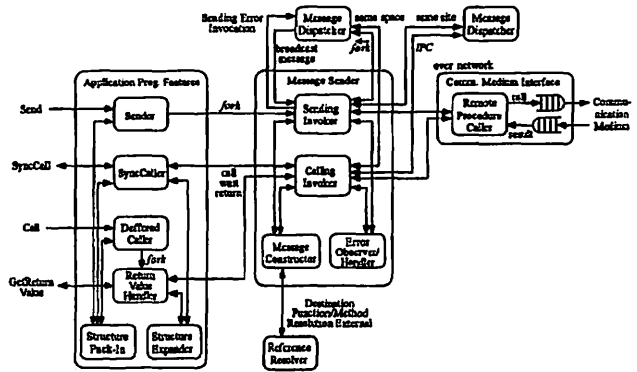 Sending Error
Invocation
Message
Dispatcher
same space
same site
Message
Dispatcher
fork
IPC
broadcast
message
over network
Application Prog. Features
Message Sender
Comm. Medium Interface
Send
Sender
fork
Sending
Invoker
Remote
Procedure
Caller
call
send
Commu-
nication
Medium
SyncCall
SyncCaller
call
wait
return
Calling
Invoker
Call
Deffered
Caller
fork
Message
Constructor
Error
Observer/
Handler
GetReturn
Value
Return
Value
Handler
Destination
Function/Method
Resolution External
Structure
Pack-In
Structure
Expander
Reference
Resolver